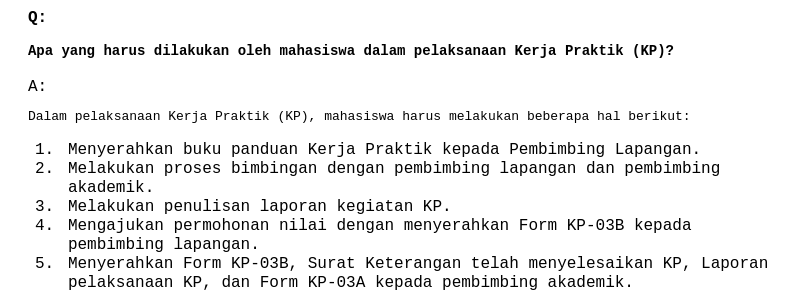 Q:
Apa yang harus dilakukan oleh mahasiswa dalam pelaksanaan Kerja Praktik (KP)?
A:
Dalam pelaksanaan Kerja Praktik (KP), mahasiswa harus melakukan beberapa hal berikut:
1. Menyerahkan buku panduan Kerja Praktik kepada Pembimbing Lapangan.
2. Melakukan proses bimbingan dengan pembimbing lapangan dan pembimbing
akademik.
3. Melakukan penulisan laporan kegiatan KP.
4. Mengajukan permohonan nilai dengan menyerahkan Form KP-03B kepada
pembimbing lapangan.
5. Menyerahkan Form KP-03B, Surat Keterangan telah menyelesaikan KP, Laporan
pelaksanaan KP, dan Form KP-03A kepada pembimbing akademik.